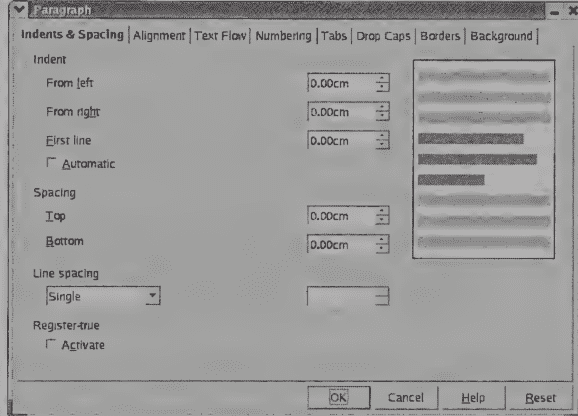 Paragraph
Indents & Spacing Alignment Text Flow Numbering Tabs Drop Caps Borders Background
Indent
From left 0.00cm
From right 0.00cm
First line 0.00cm
Automatic
Spacing
Top 0.00cm
Bottom 0.00cm
Line spacing
Single
Register-true
Activate
OK Cancel Help Reset